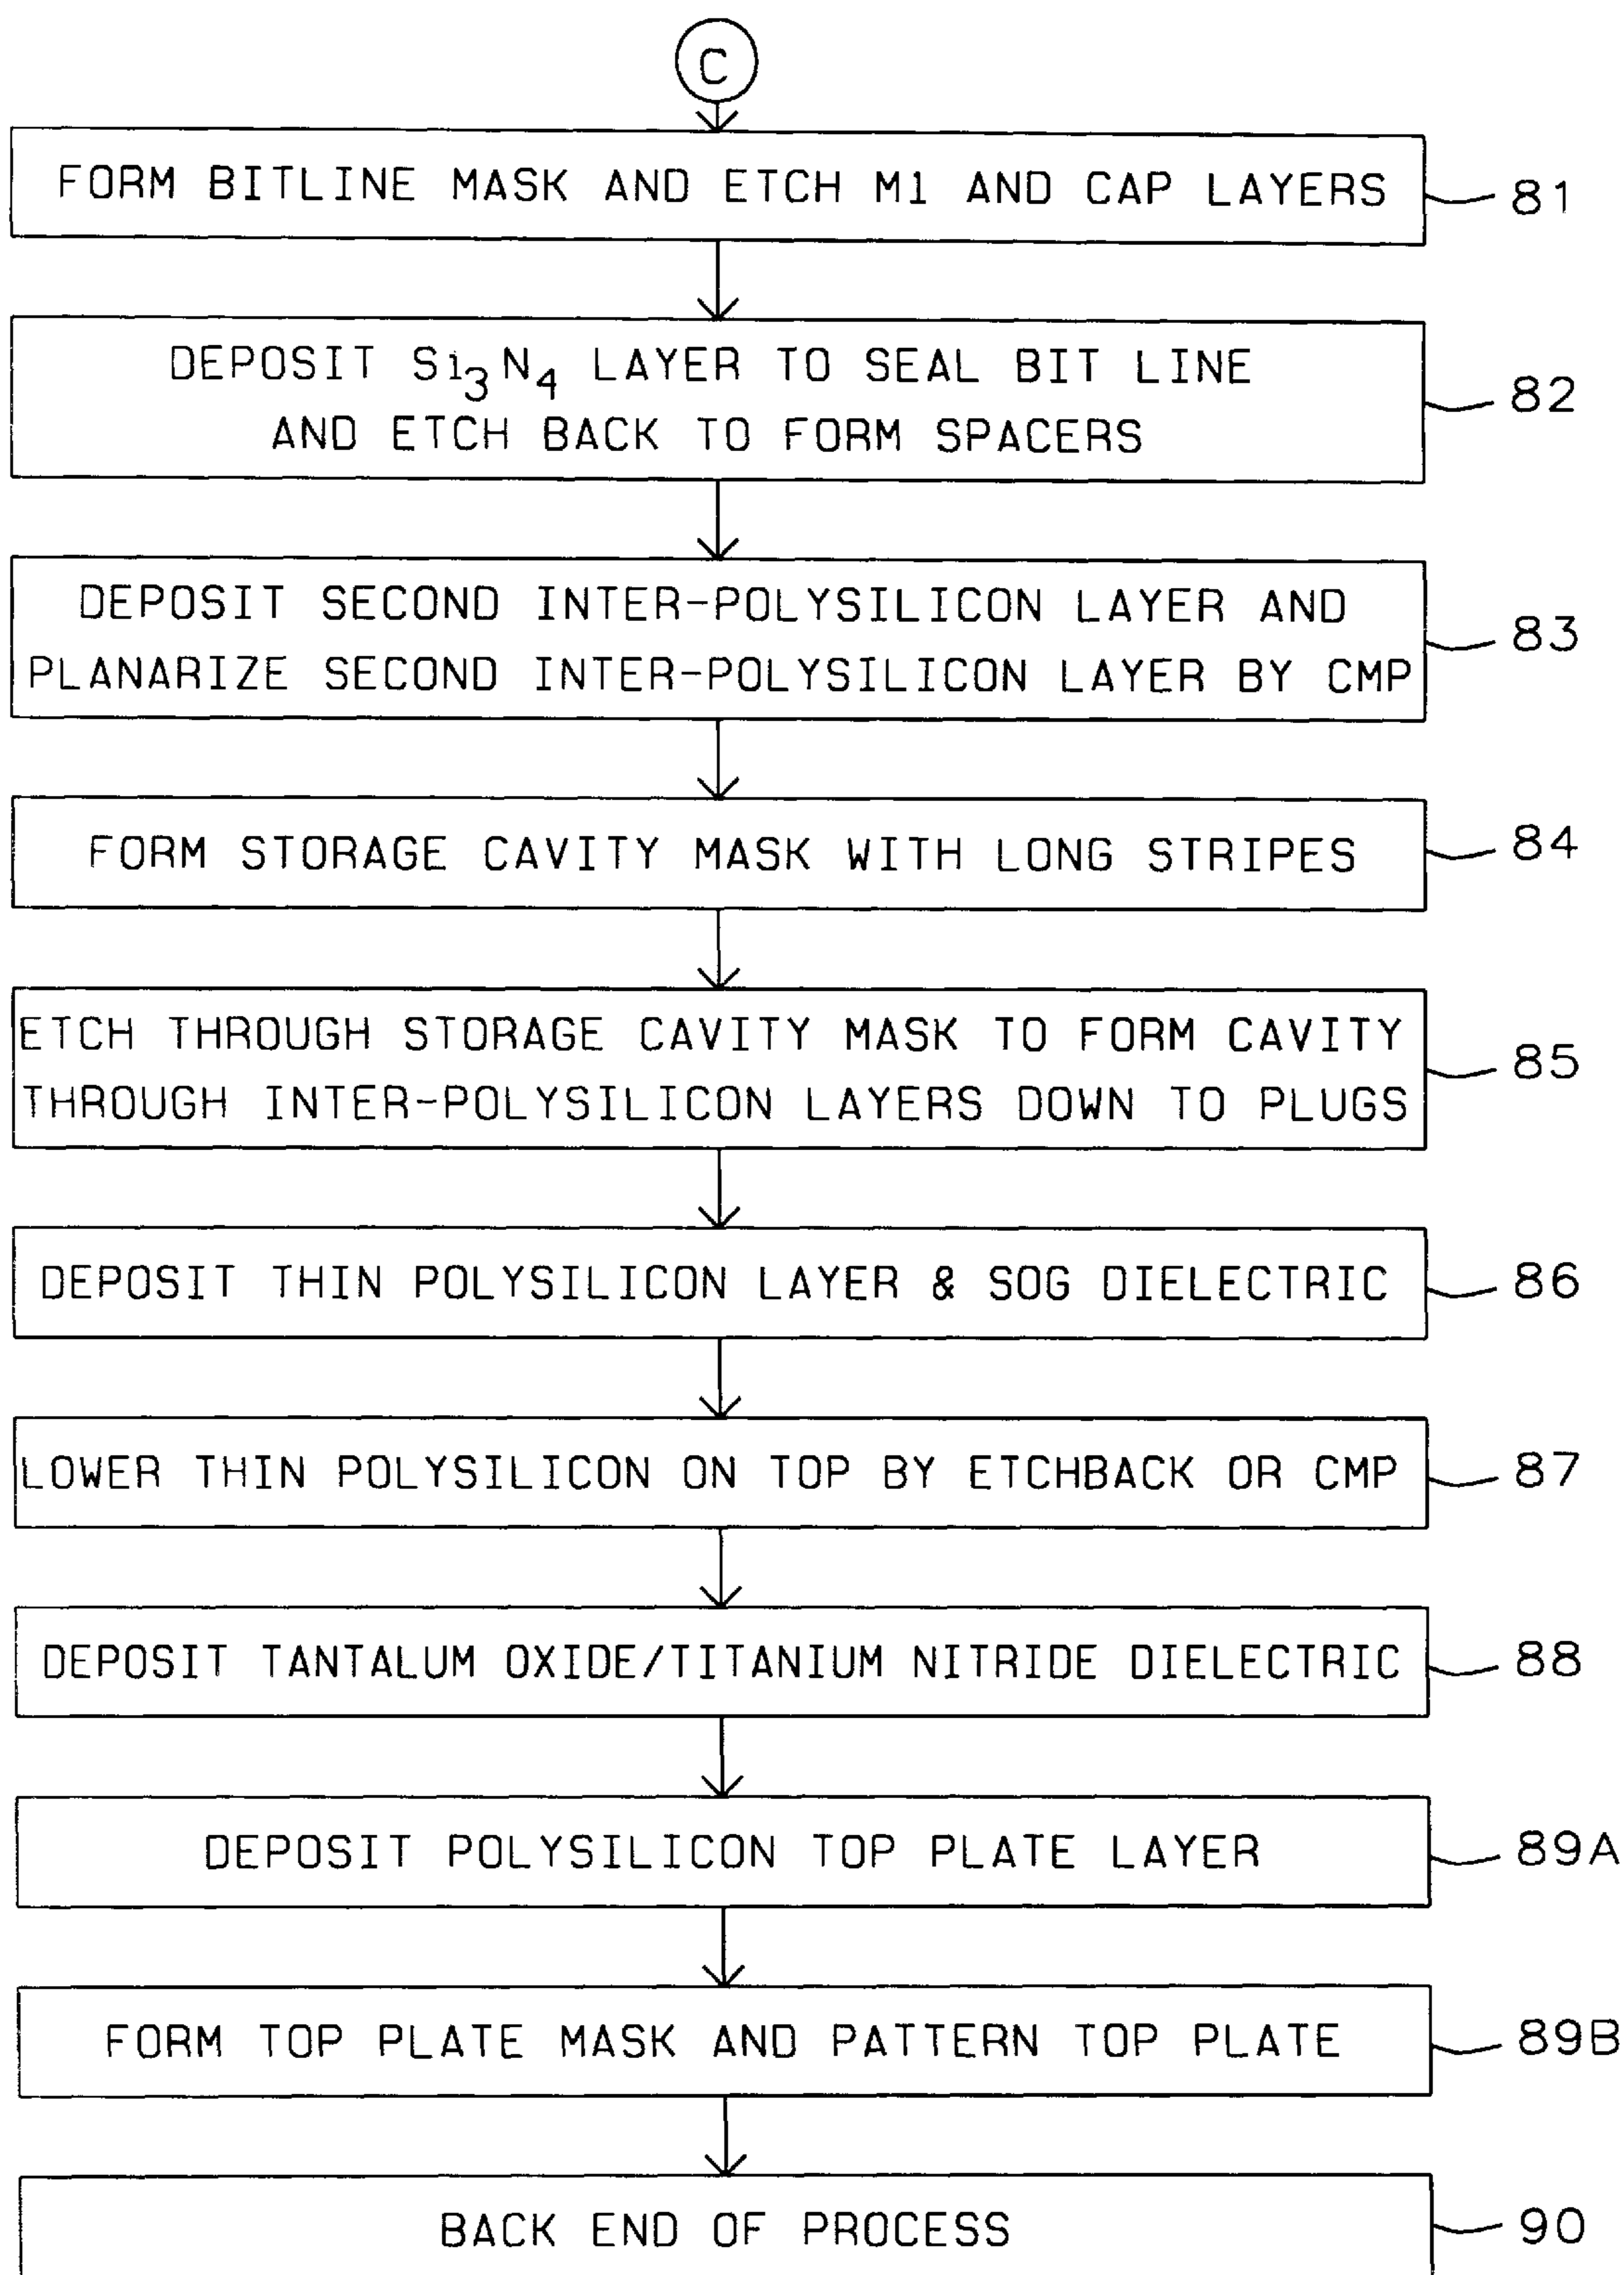 C
FORM BITLINE MASK AND ETCH M1 AND CAP LAYERS
81
DEPOSIT Si3N4 LAYER TO SEAL BIT LINE
AND ETCH BACK TO FORM SPACERS
82
DEPOSIT SECOND INTER-POLYSILICON LAYER AND
PLANARIZE SECOND INTER-POLYSILICON LAYER BY CMP
83
FORM STORAGE CAVITY MASK WITH LONG STRIPES
84
ETCH THROUGH STORAGE CAVITY MASK TO FORM CAVITY
THROUGH INTER-POLYSILICON LAYERS DOWN TO PLUGS
85
DEPOSIT THIN POLYSILICON LAYER & SOG DIELECTRIC
86
LOWER THIN POLYSILICON ON TOP BY ETCHBACK OR CMP
87
DEPOSIT TANTALUM OXIDE/TITANIUM NITRIDE DIELECTRIC
88
DEPOSIT POLYSILICON TOP PLATE LAYER
89A
FORM TOP PLATE MASK AND PATTERN TOP PLATE
89B
BACK END OF PROCESS
90